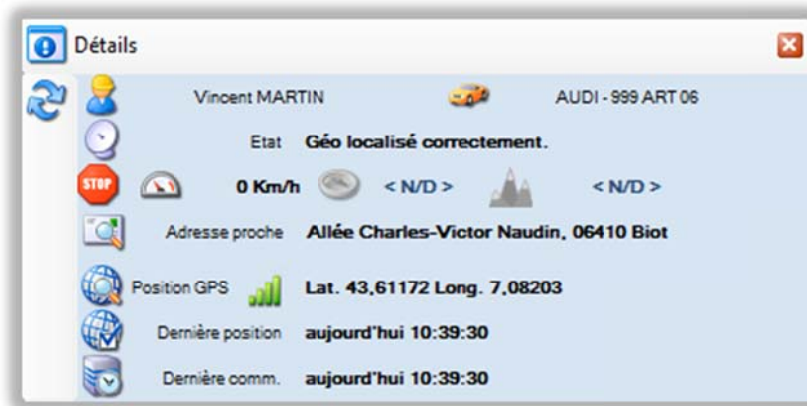 Détails
Vincent MARTIN AUDI - 999 ART 06
Etat Géo localisé correctement.
STOP 0 Km/h < N/D > < N/D >
Adresse proche Allée Charles-Victor Naudin, 06410 Biot
Position GPS Lat. 43,61172 Long. 7,08203
Dernière position aujourd'hui 10:39:30
Dernière comm. aujourd'hui 10:39:30